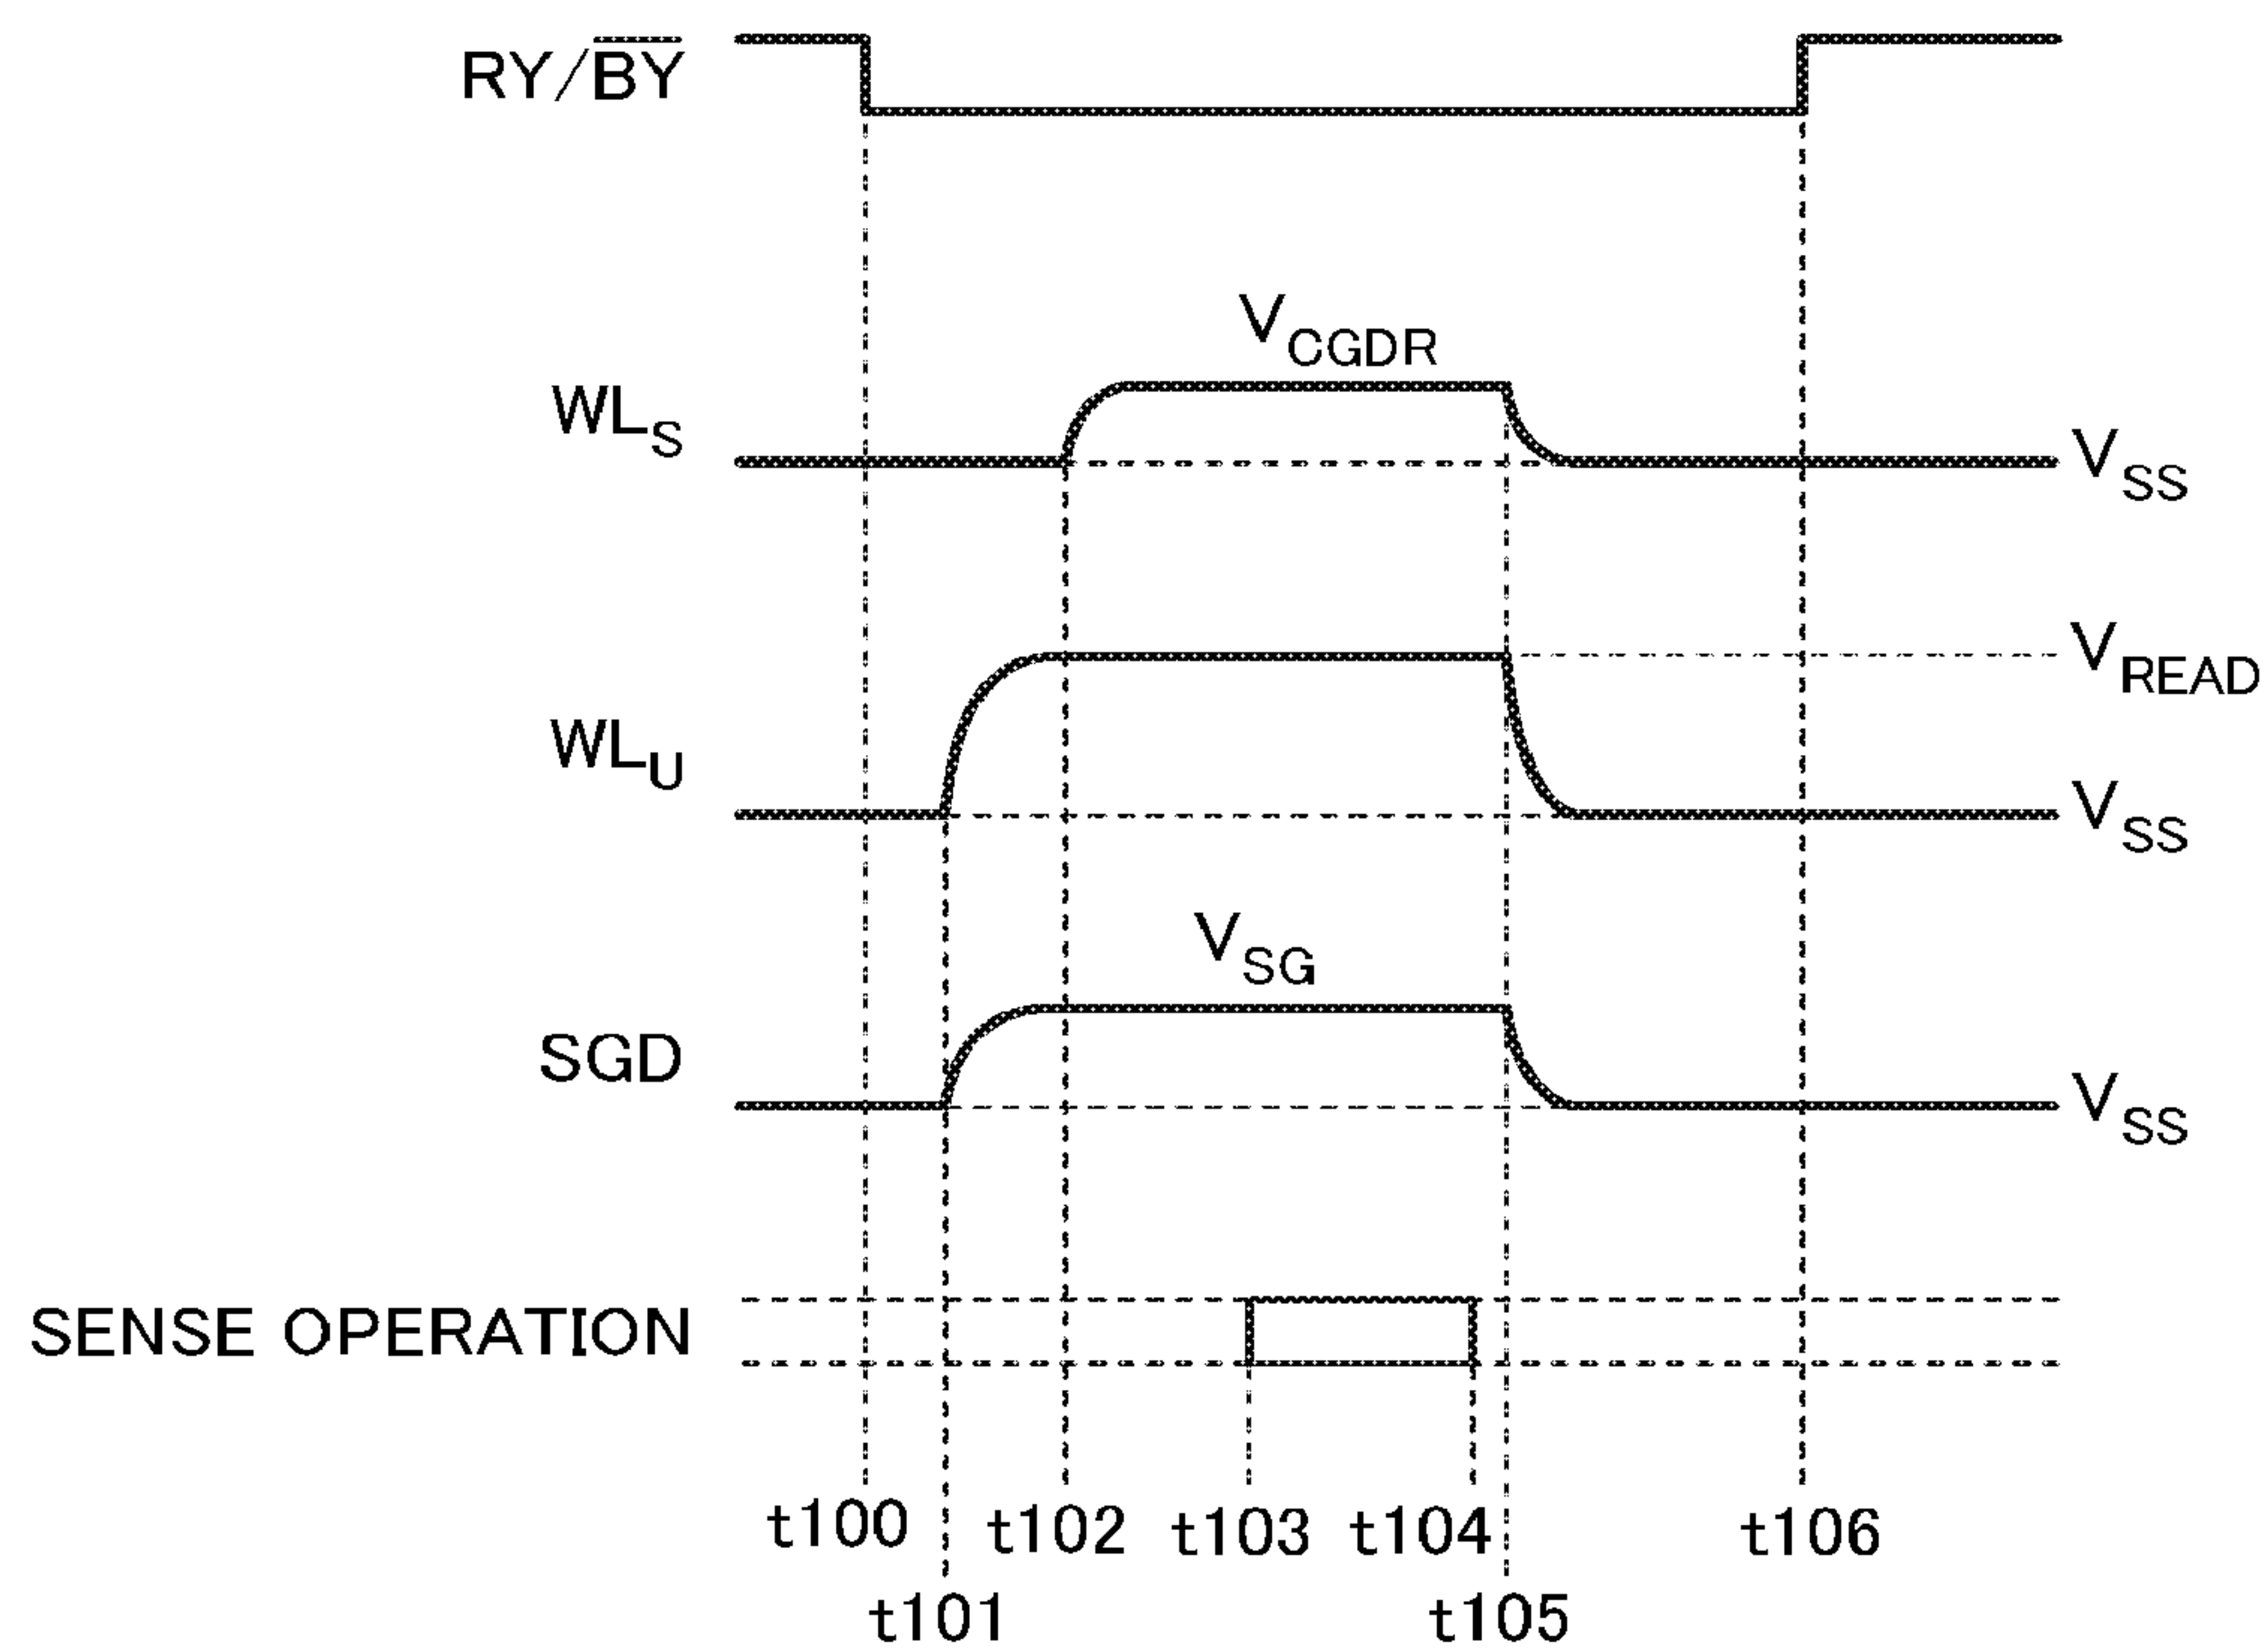 RY/B̅Y̅
V_CGDR
WL_S
V_SS
V_READ
WL_U
V_SS
V_SG
SGD
V_SS
SENSE OPERATION
t100 t102 t103 t104 t106
t101 t105